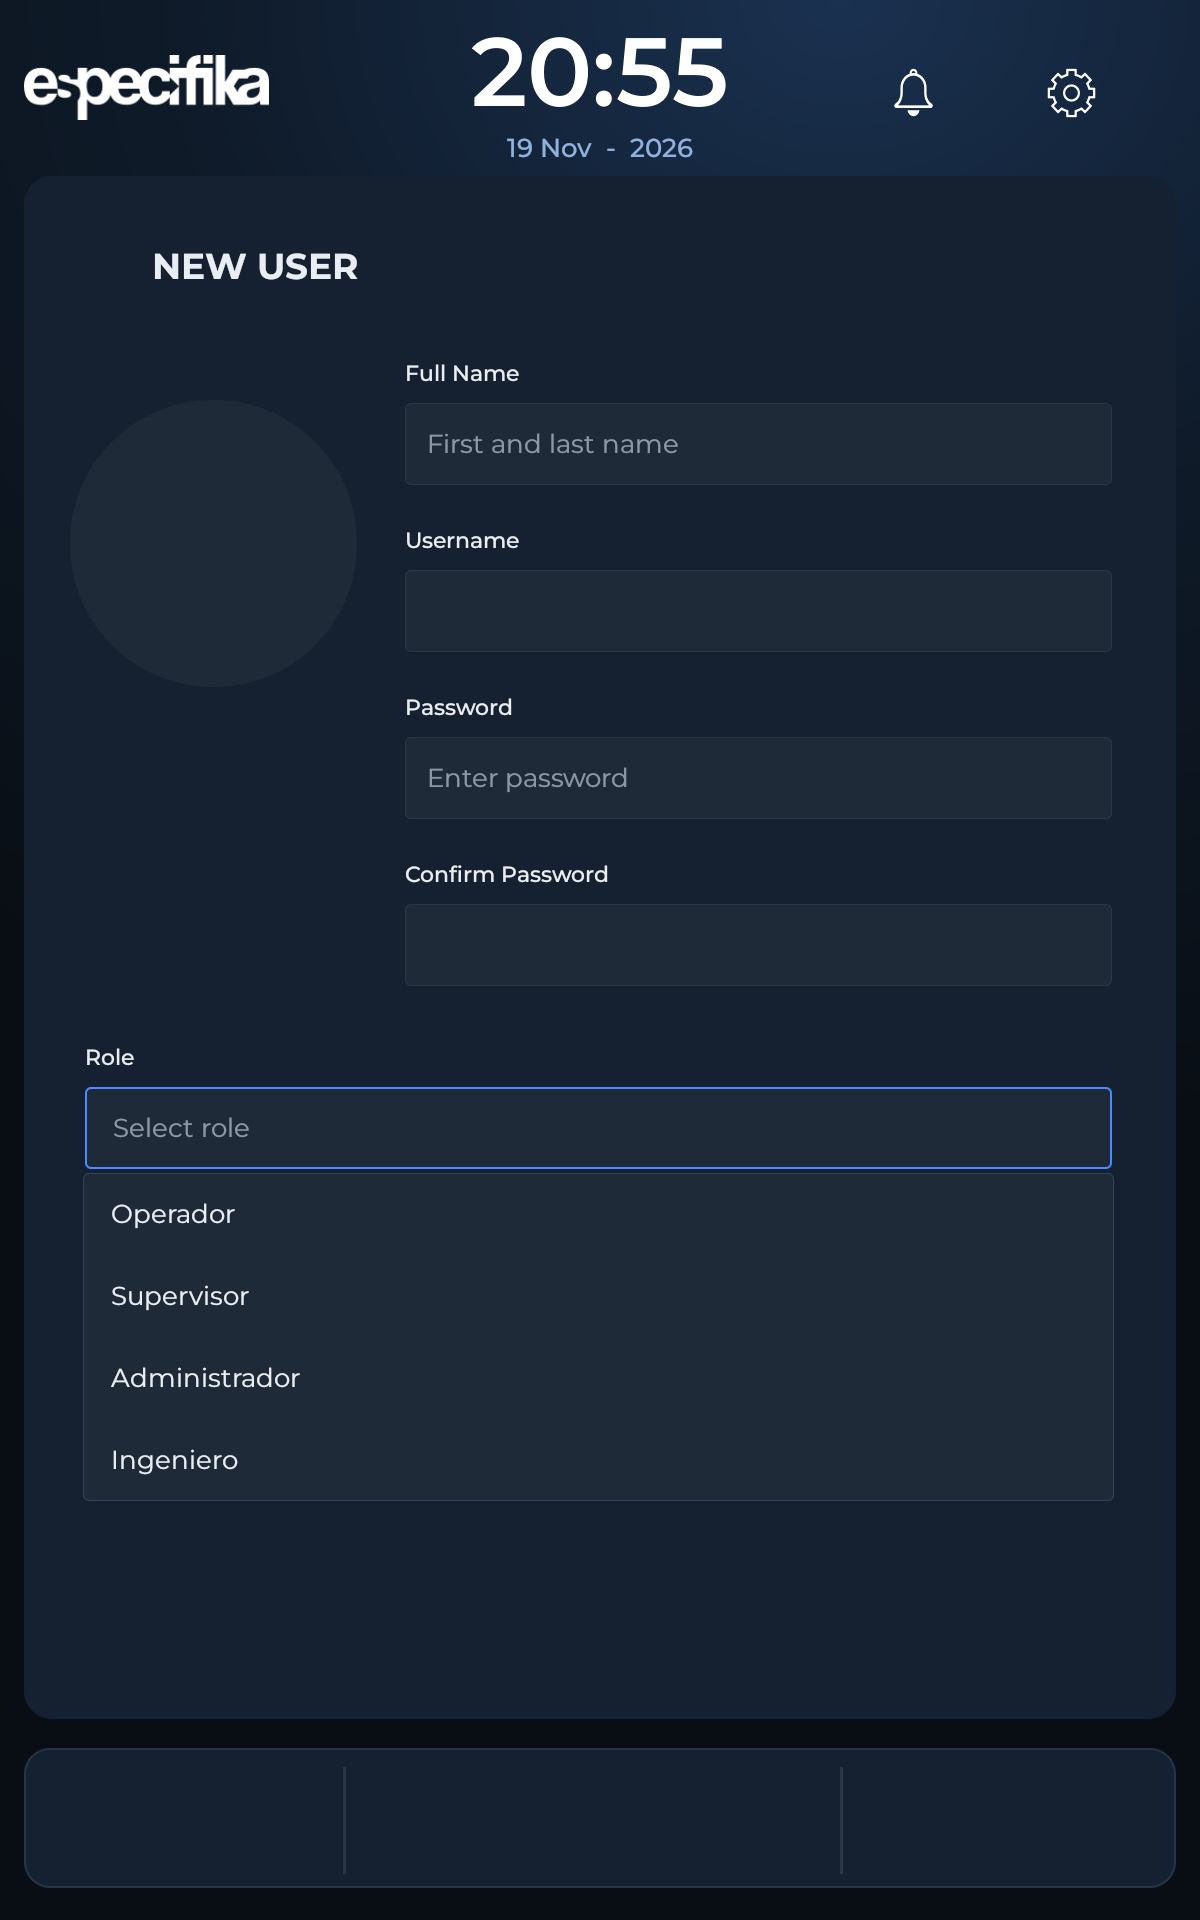 especifika
20:55
19 Nov - 2026
NEW USER
Full Name
First and last name
Username
Password
Enter password
Confirm Password
Role
Select role
Operador
Supervisor
Administrador
Ingeniero